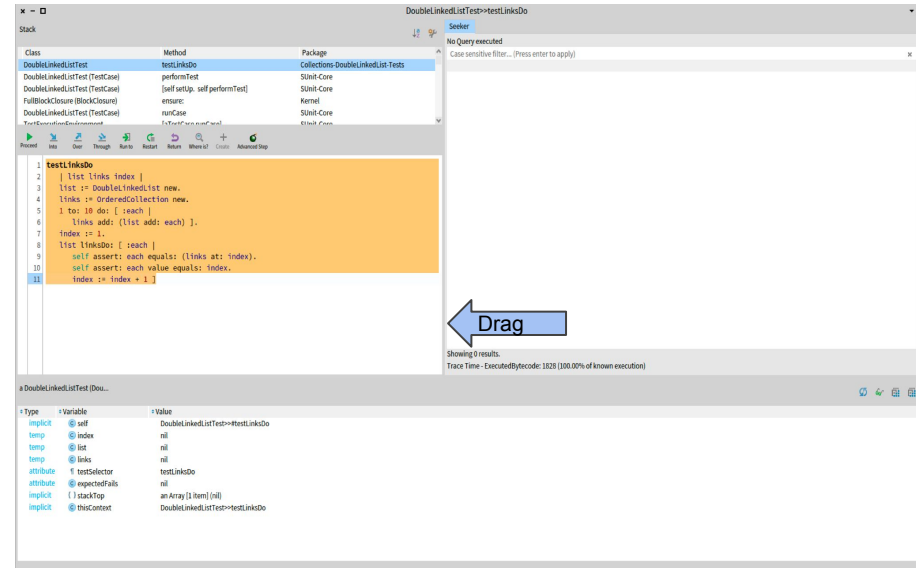 DoubleLinkedListTest>>testLinksDo
Stack
Seeker
No Query executed
Case sensitive filter... (Press enter to apply)
Class Method Package
DoubleLinkedListTest testLinksDo Collections-DoubleLinkedList-Tests
DoubleLinkedListTest (TestCase) performTest SUnit-Core
DoubleLinkedListTest (TestCase) [self setUp. self performTest] SUnit-Core
FullBlockClosure (BlockClosure) ensure: Kernel
DoubleLinkedListTest (TestCase) runCase SUnit-Core
TestExecutionEnvironment [aTestCase runCase] SUnit-Core
Proceed Into Over Through Run to Restart Return Where is? Create Advanced Step
1 testLinksDo
2 | list links index |
3 list := DoubleLinkedList new.
4 links := OrderedCollection new.
5 1 to: 10 do: [ :each |
6 links add: (list add: each) ].
7 index := 1.
8 list linksDo: [ :each |
9 self assert: each equals: (links at: index).
10 self assert: each value equals: index.
11 index := index + 1 ]
Drag
Showing 0 results.
Trace Time - ExecutedBytecode: 1828 (100.00% of known execution)
a DoubleLinkedListTest (Dou...
Type Variable Value
implicit self DoubleLinkedListTest>>#testLinksDo
temp index nil
temp list nil
temp links nil
attribute testSelector testLinksDo
attribute expectedFails nil
implicit stackTop an Array [1 item] (nil)
implicit thisContext DoubleLinkedListTest>>testLinksDo